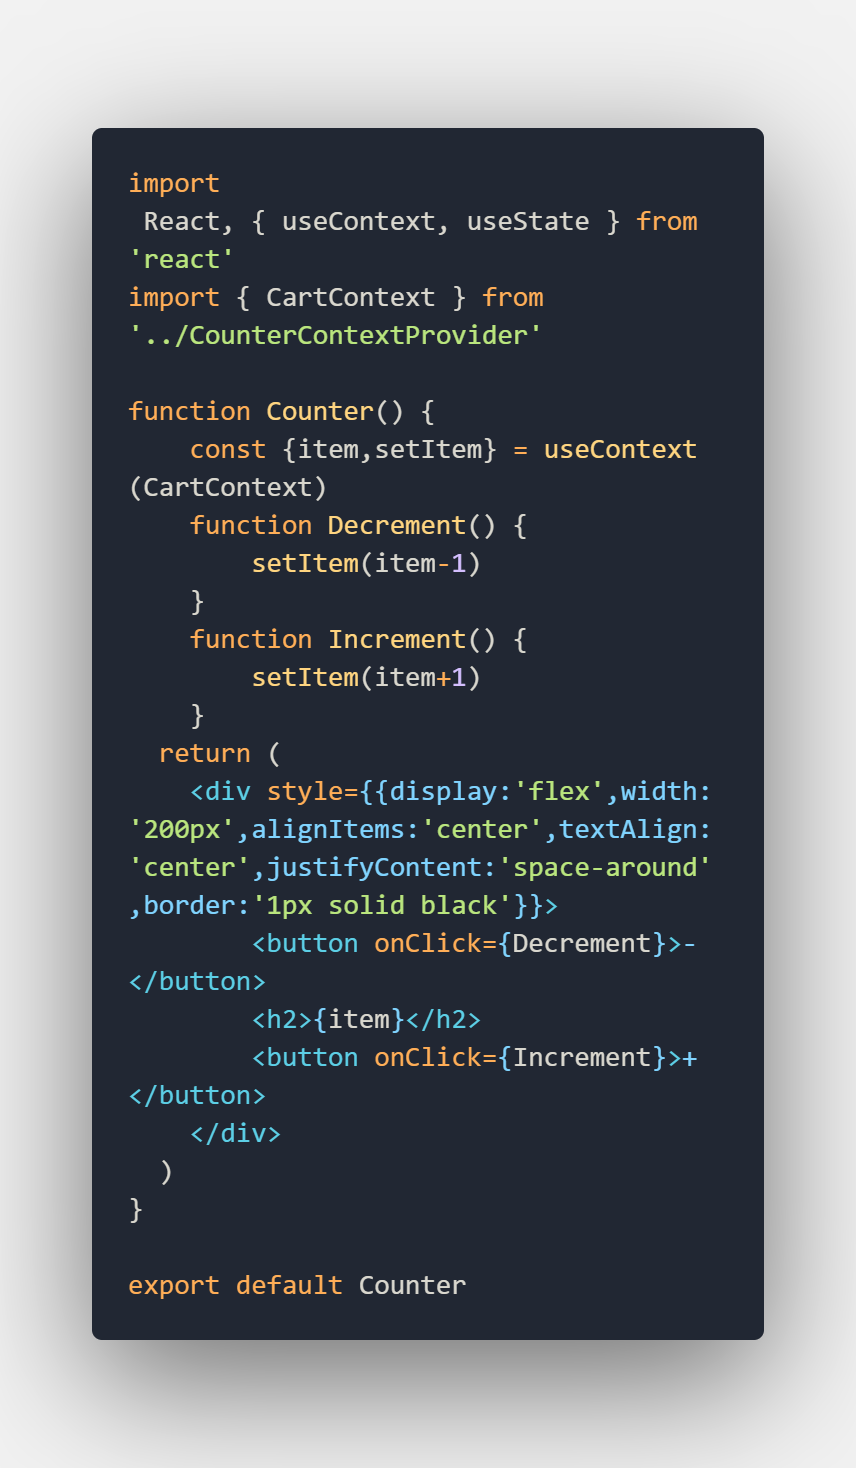 import
 React, { useContext, useState } from
'react'
import { CartContext } from
'../CounterContextProvider'

function Counter() {
    const {item,setItem} = useContext
(CartContext)
    function Decrement() {
        setItem(item-1)
    }
    function Increment() {
        setItem(item+1)
    }
  return (
    <div style={{display:'flex',width:
'200px',alignItems:'center',textAlign:
'center',justifyContent:'space-around'
,border:'1px solid black'}}>
        <button onClick={Decrement}>-
</button>
        <h2>{item}</h2>
        <button onClick={Increment}>+
</button>
    </div>
  )
}

export default Counter